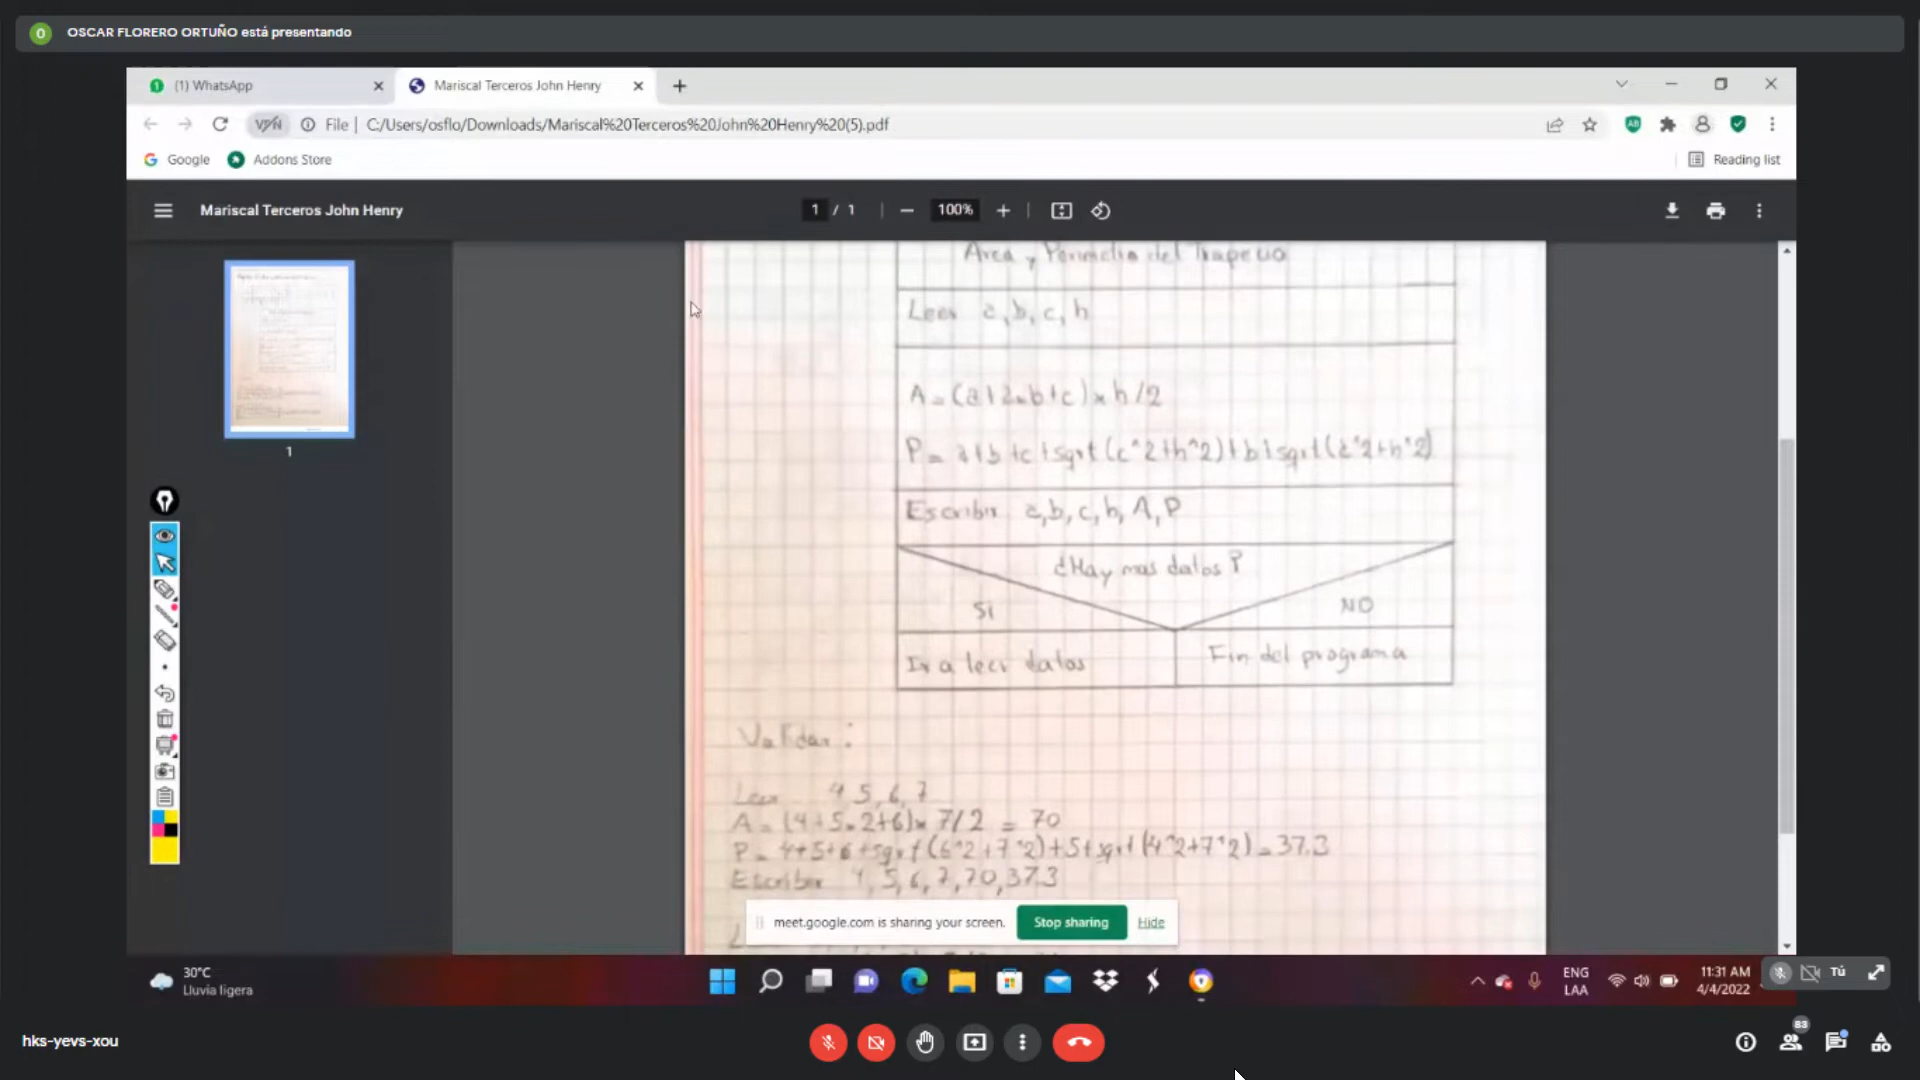 OSCAR FLORERO ORTUÑO está presentando
(1) WhatsApp
Mariscal Terceros John Henry
VPN File | C:/Users/osflo/Downloads/Mariscal%20Terceros%20John%20Henry%20(5).pdf
Google Addons Store Reading list
Mariscal Terceros John Henry 1 / 1 100%
1
Area y Perimetro del Trapecio
Leer a, b, c, h
A = (a+2*b+c)*h/2
P = a+b+c+sqrt(c^2+h^2)+b+sqrt(a^2+h^2)
Escribir a,b,c,h,A,P
¿Hay mas datos?
Si NO
Ir a leer datos Fin del programa
Validar:
Leer 4,5,6,7
A = (4+5*2+6)*7/2 = 70
P = 4+5+6+sqrt(6^2+7^2)+5+sqrt(4^2+7^2) = 37.3
Escribir 4,5,6,7,70,37.3
meet.google.com is sharing your screen. Stop sharing Hide
30°C
Lluvia ligera
ENG
LAA
11:31 AM
4/4/2022
Tú
hks-yevs-xou
83